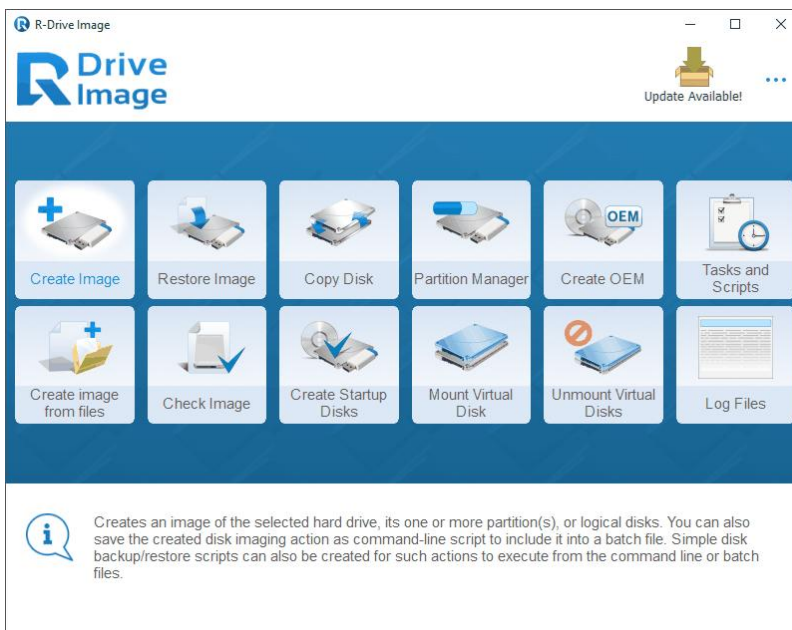 R-Drive Image
Drive
Image
Update Available!
OEM
Create Image
Restore Image
Copy Disk
Partition Manager
Create OEM
Tasks and
Scripts
Create image
from files
Check Image
Create Startup
Disks
Mount Virtual
Disk
Unmount Virtual
Disks
Log Files
Creates an image of the selected hard drive, its one or more partition(s), or logical disks. You can also
save the created disk imaging action as command-line script to include it into a batch file. Simple disk
backup/restore scripts can also be created for such actions to execute from the command line or batch
files.